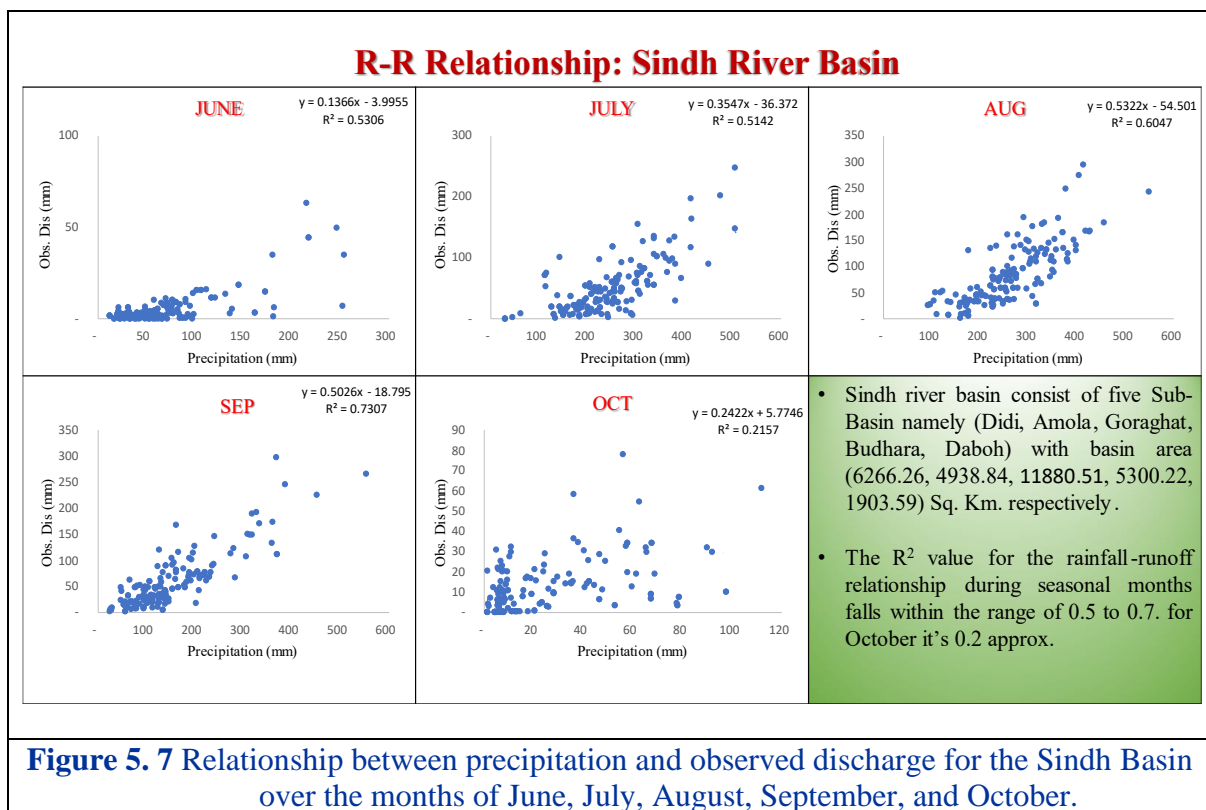 R-R Relationship: Sindh River Basin
JUNE
y = 0.1366x - 3.9955
R² = 0.5306
100
50
-
Obs. Dis (mm)
- 50 100 150 200 250 300
Precipitation (mm)
JULY
y = 0.3547x - 36.372
R² = 0.5142
300
200
100
-
Obs. Dis (mm)
- 100 200 300 400 500 600
Precipitation (mm)
AUG
y = 0.5322x - 54.501
R² = 0.6047
350
300
250
200
150
100
50
-
Obs. Dis (mm)
- 200 400 600
Precipitation (mm)
SEP
y = 0.5026x - 18.795
R² = 0.7307
350
300
250
200
150
100
50
-
Obs. Dis (mm)
- 100 200 300 400 500 600
Precipitation (mm)
OCT
y = 0.2422x + 5.7746
R² = 0.2157
90
80
70
60
50
40
30
20
10
-
Obs. Dis (mm)
- 20 40 60 80 100 120
Precipitation (mm)
• Sindh river basin consist of five Sub-
Basin namely (Didi, Amola, Goraghat,
Budhara, Daboh) with basin area
(6266.26, 4938.84, 11880.51, 5300.22,
1903.59) Sq. Km. respectively.
• The R² value for the rainfall-runoff
relationship during seasonal months
falls within the range of 0.5 to 0.7. for
October it's 0.2 approx.
Figure 5. 7 Relationship between precipitation and observed discharge for the Sindh Basin
over the months of June, July, August, September, and October.